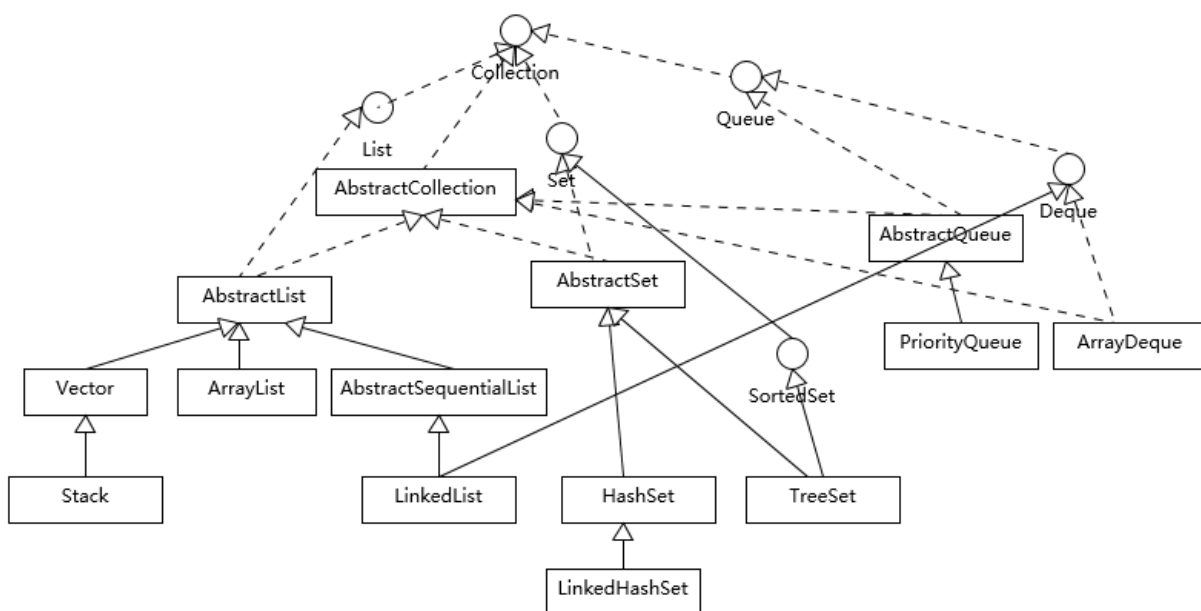 Collection
Queue
List
Set
AbstractCollection
Deque
AbstractQueue
AbstractSet
AbstractList
PriorityQueue
ArrayDeque
Vector
ArrayList
AbstractSequentialList
SortedSet
Stack
LinkedList
HashSet
TreeSet
LinkedHashSet